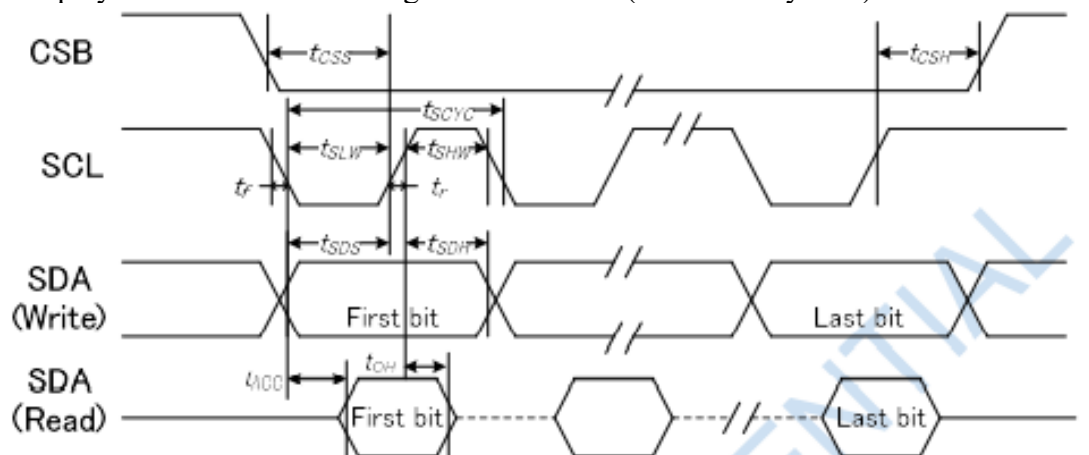 CSB
tCSS
tCSH
tSCYC
SCL
tSLW
tSHW
tf
tr
tSDS
tSDH
SDA
(Write)
First bit
Last bit
SDA
(Read)
tACC
tOH
First bit
Last bit